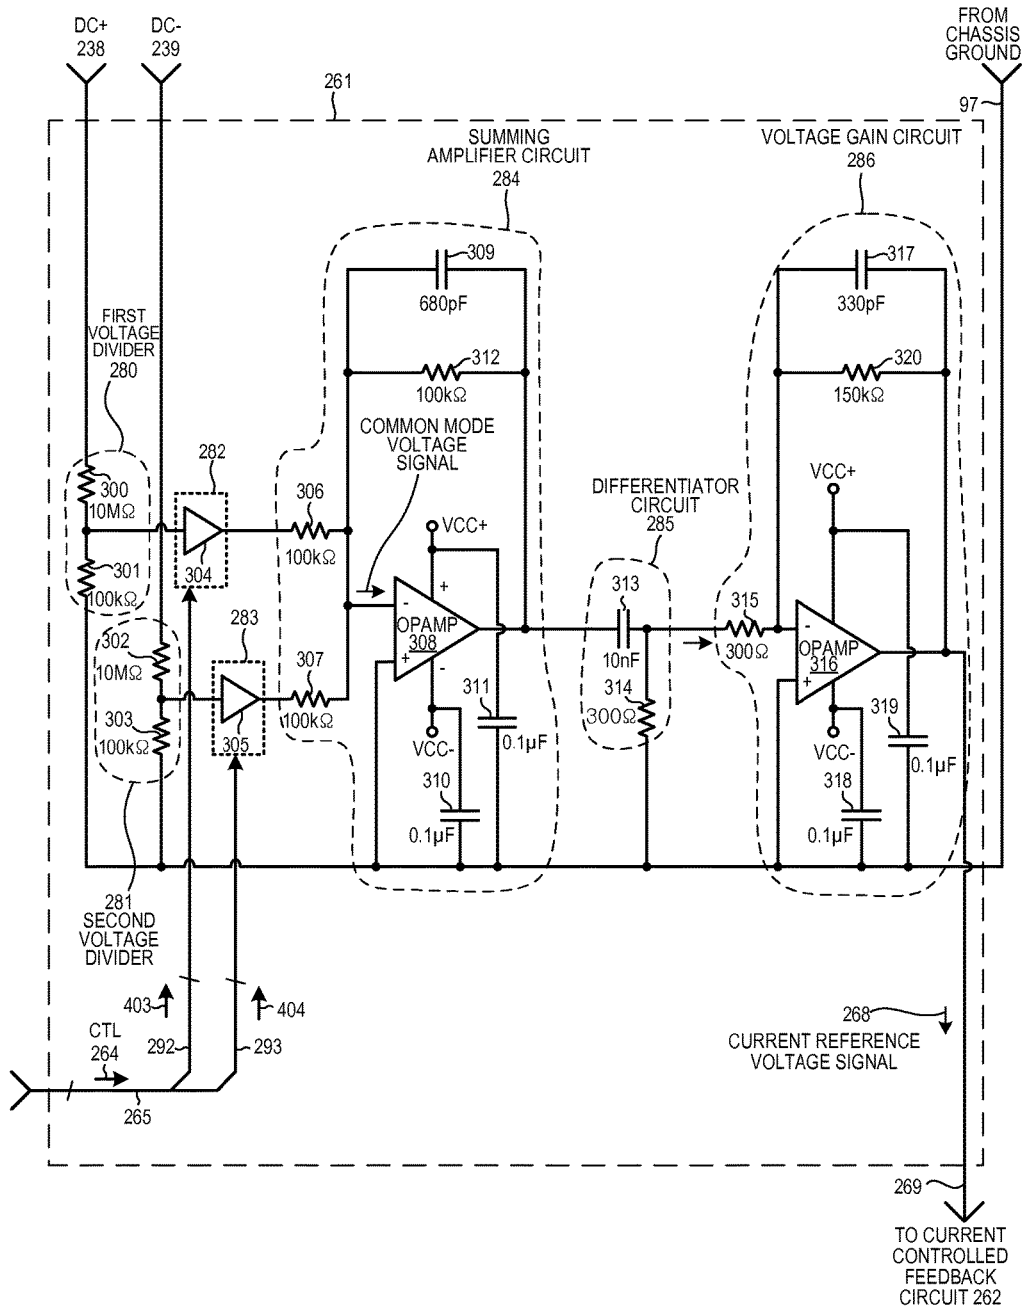 DC+
238
DC-
239
FROM
CHASSIS
GROUND
97
261
SUMMING
AMPLIFIER CIRCUIT
284
VOLTAGE GAIN CIRCUIT
286
309
680pF
317
330pF
FIRST
VOLTAGE
DIVIDER
280
312
100kΩ
320
150kΩ
COMMON MODE
VOLTAGE
SIGNAL
282
300
10MΩ
306
100kΩ
VCC+
DIFFERENTIATOR
CIRCUIT
285
VCC+
301
100kΩ
304
+
-
OPAMP
308
+
-
313
10nF
315
300Ω
-
OPAMP
316
+
283
302
10MΩ
307
100kΩ
303
100kΩ
305
311
0.1µF
314
300Ω
VCC-
310
0.1µF
319
0.1µF
VCC-
318
0.1µF
281
SECOND
VOLTAGE
DIVIDER
403
404
CTL
264
292
293
265
268
CURRENT REFERENCE
VOLTAGE SIGNAL
269
TO CURRENT
CONTROLLED
FEEDBACK
CIRCUIT 262